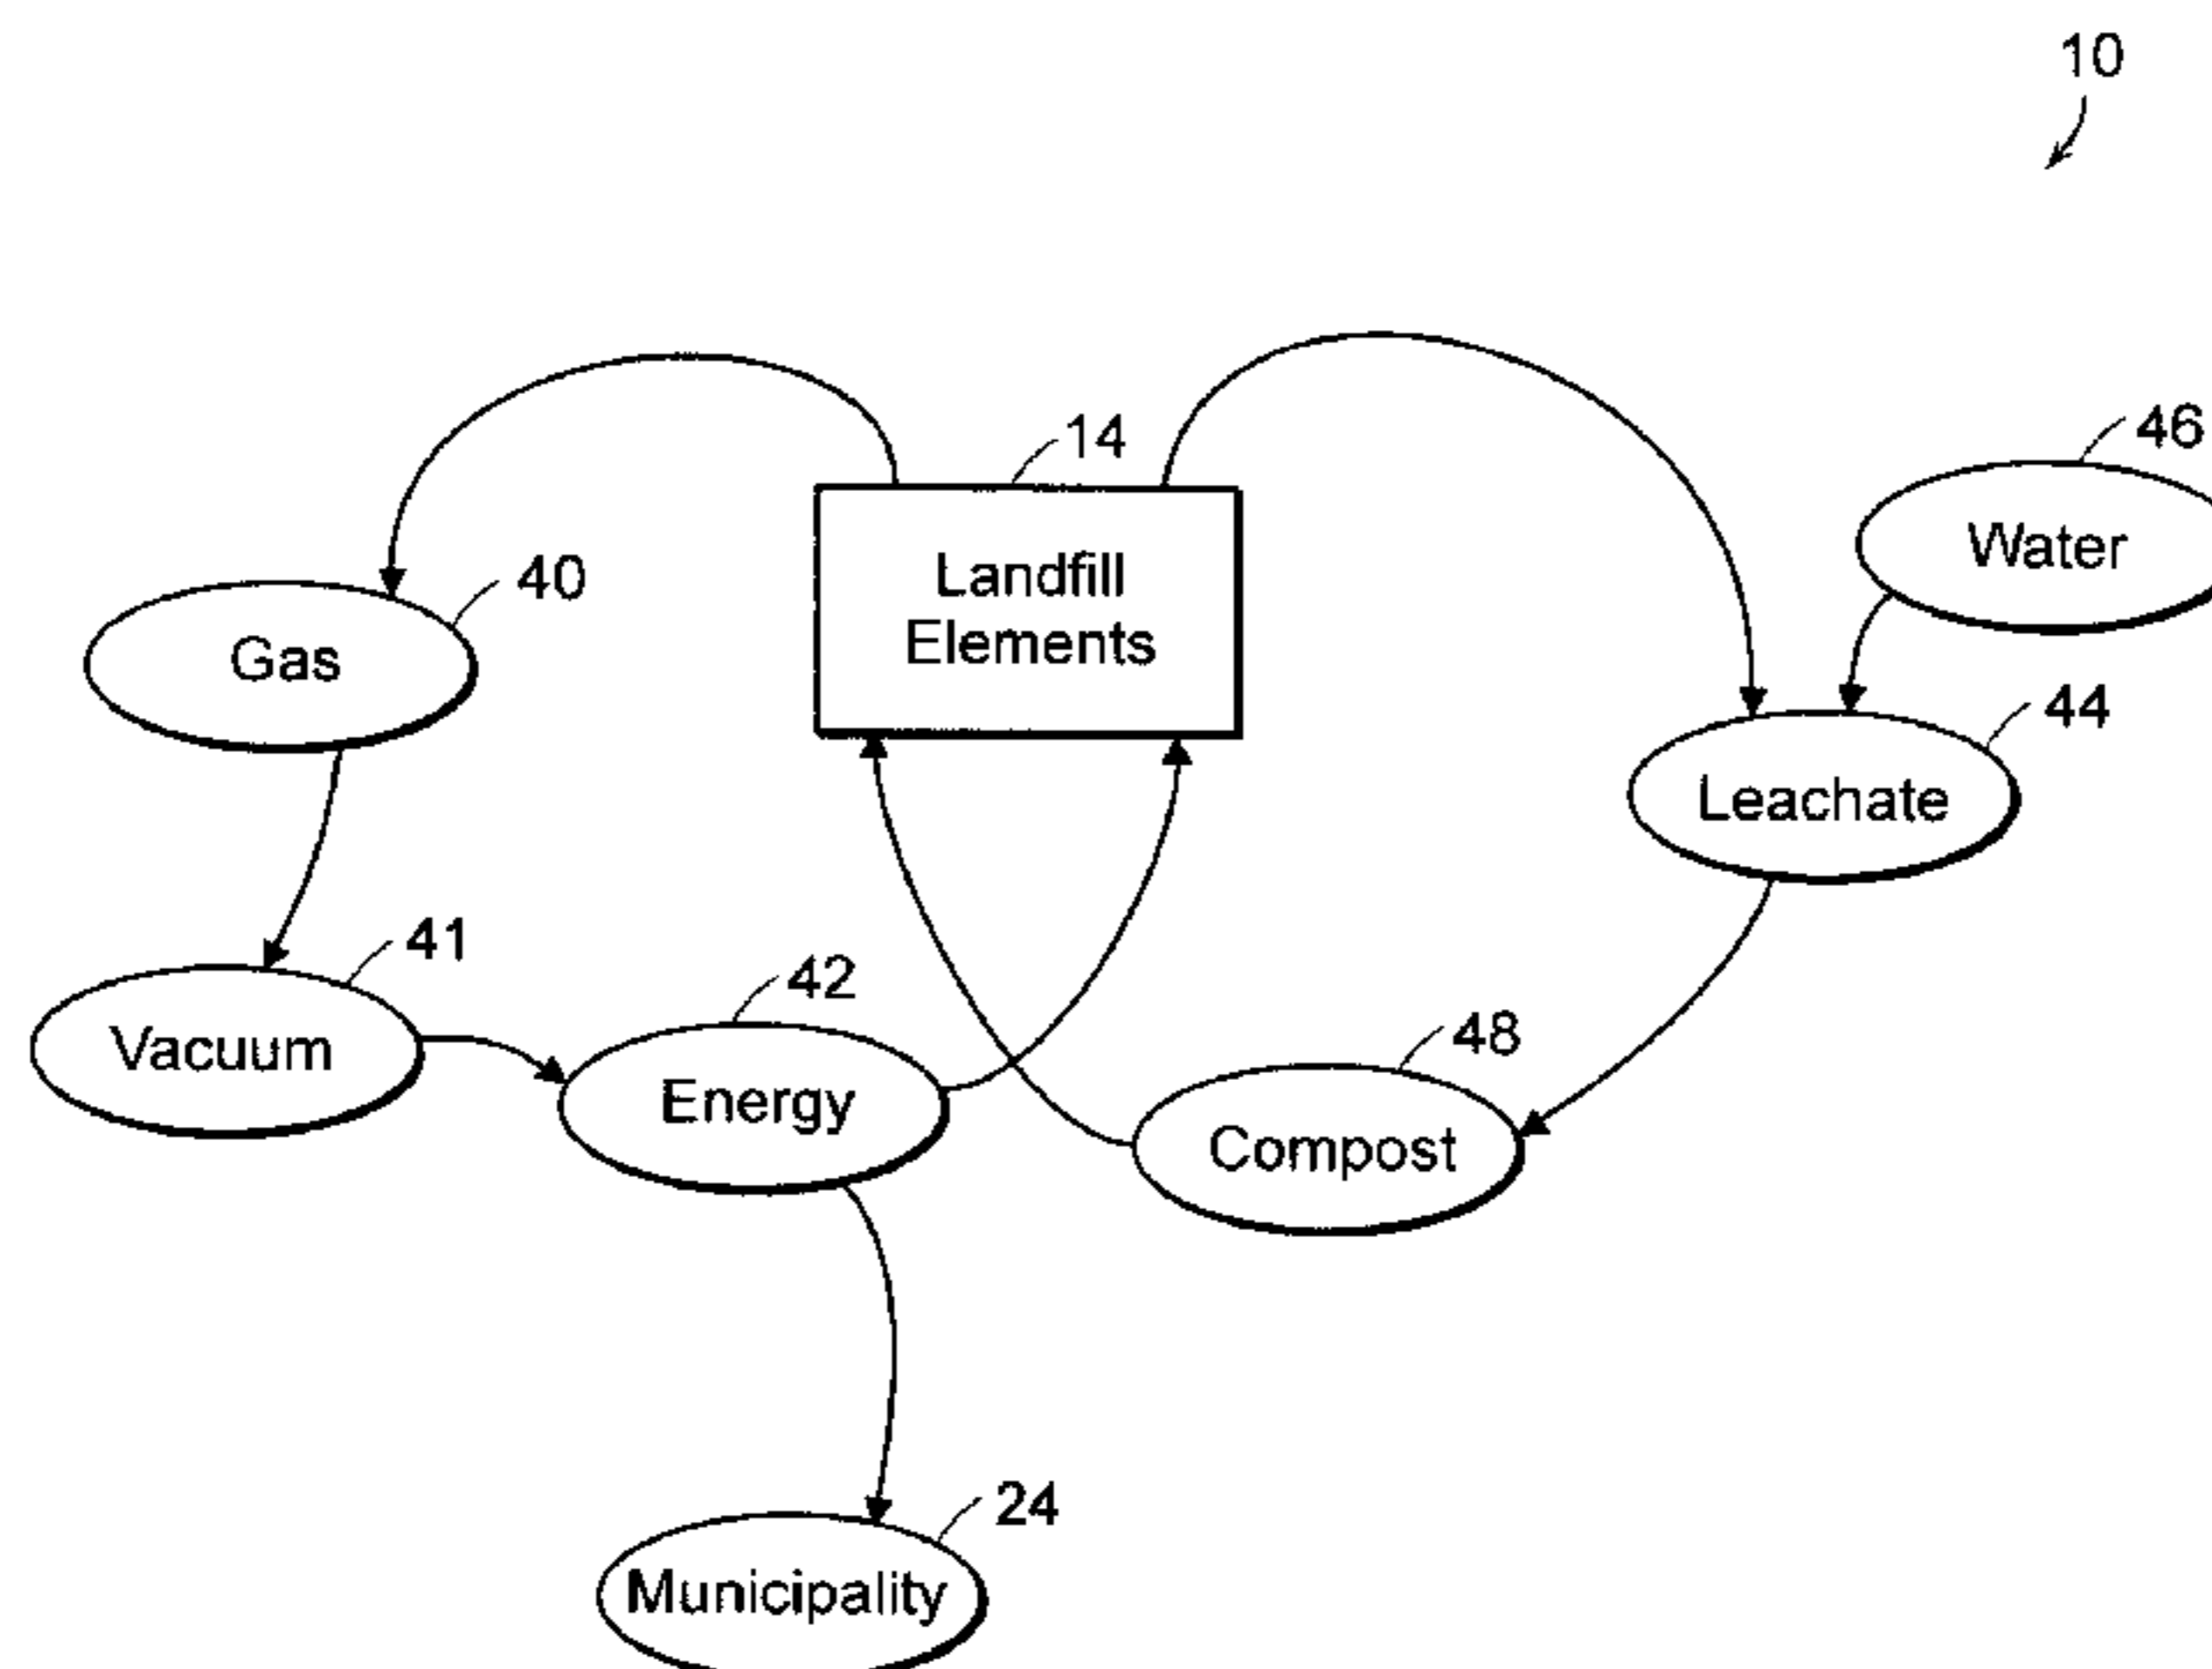 10
14
46
Landfill
Elements
Water
40
Gas
44
Leachate
41
42
48
Vacuum
Energy
Compost
24
Municipality